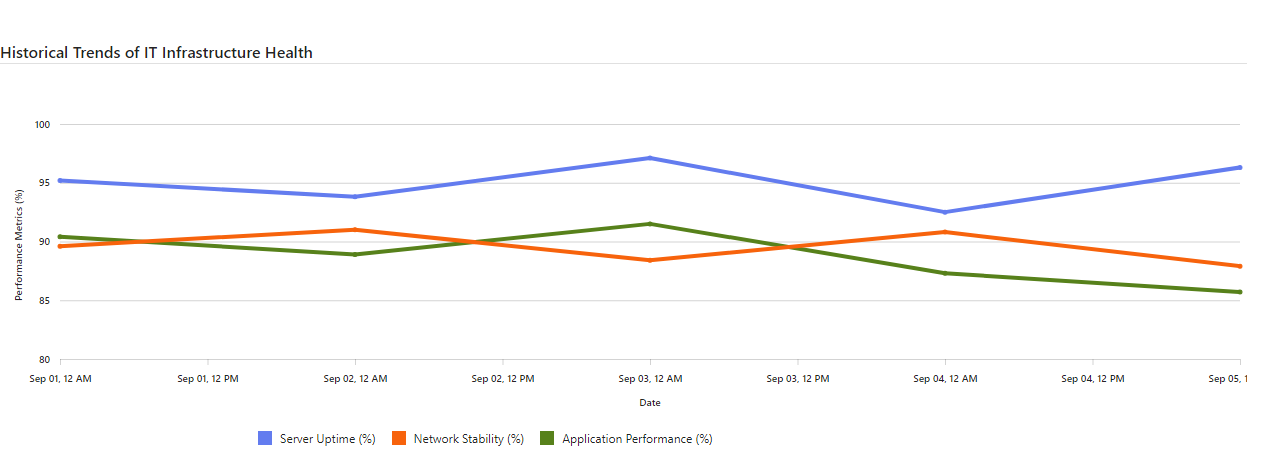 Historical Trends of IT Infrastructure Health
100
95
90
85
80
Performance Metrics (%)
Sep 01, 12 AM
Sep 01, 12 PM
Sep 02, 12 AM
Sep 02, 12 PM
Sep 03, 12 AM
Sep 03, 12 PM
Sep 04, 12 AM
Sep 04, 12 PM
Sep 05, 1
Date
Server Uptime (%)
Network Stability (%)
Application Performance (%)